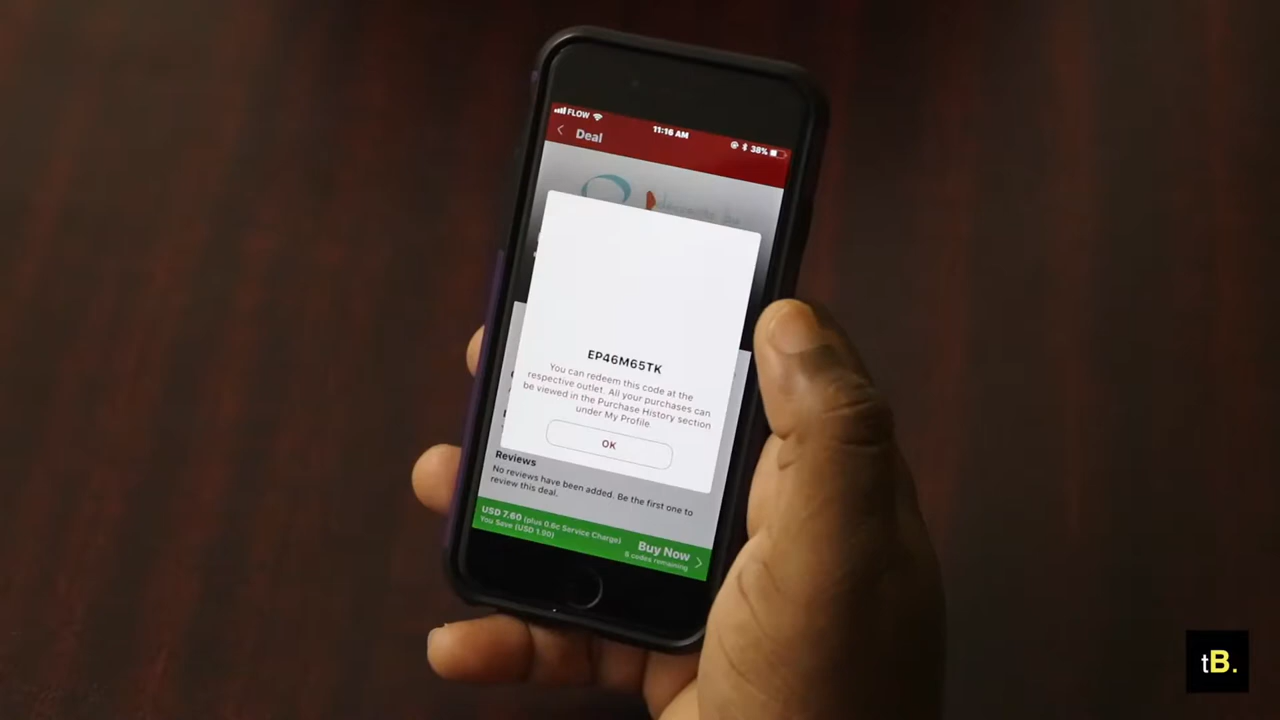 FLOW 11:16 AM 38%
Deal
EP46M65TK
You can redeem this code at the
respective outlet. All your purchases can
be viewed in the Purchase History section
under My Profile.
OK
Reviews
No reviews have been added. Be the first one to
review this deal.
USD 7.60 (plus 0.6c Service Charge)
You Save (USD 1.90)
Buy Now
6 codes remaining
tB.